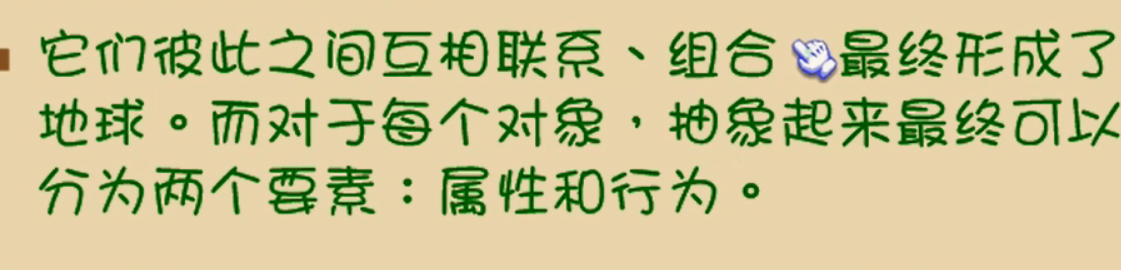 它们彼此之间互相联系、组合最终形成了
地球。而对于每个对象，抽象起来最终可以
分为两个要素：属性和行为。